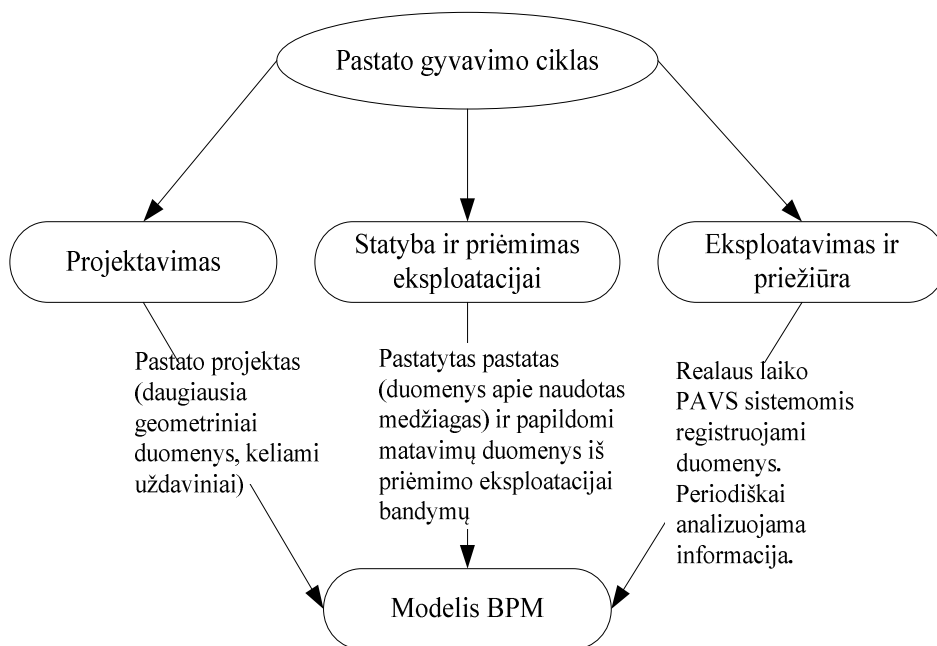 Pastato gyvavimo ciklas
Projektavimas
Statyba ir priėmimas
eksploatacijai
Eksploatavimas ir
priežiūra
Pastato projektas
(daugiausia
geometriniai
duomenys, keliami
uždaviniai)
Pastatytas pastatas
(duomenys apie naudotas
medžiagas) ir papildomi
matavimų duomenys iš
priėmimo eksploatacijai
bandymų
Realaus laiko
PAVS sistemomis
registruojami
duomenys.
Periodiškai
analizuojama
informacija.
Modelis BPM